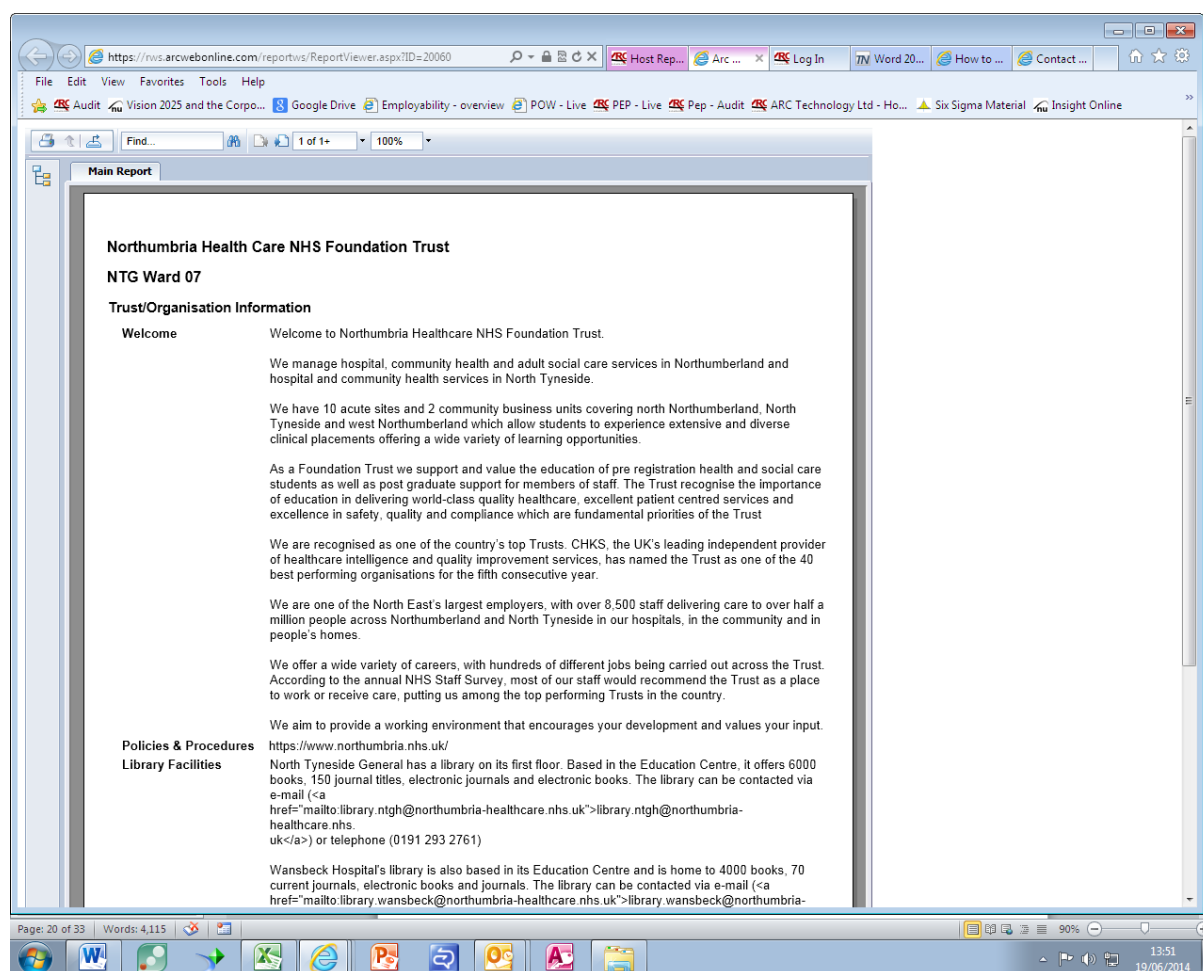 https://rws.arcwebonline.com/reportws/ReportViewer.aspx?ID=20060
ARC Host Rep...
Arc ...
ARC Log In
TN Word 20...
How to ...
Contact ...
File Edit View Favorites Tools Help
ARC Audit
nu Vision 2025 and the Corpo...
8 Google Drive
Employability - overview
POW - Live
ARC PEP - Live
ARC Pep - Audit
ARC ARC Technology Ltd - Ho...
Six Sigma Material
nu Insight Online
Find...
1 of 1+
100%
Main Report
Northumbria Health Care NHS Foundation Trust
NTG Ward 07
Trust/Organisation Information
Welcome
Welcome to Northumbria Healthcare NHS Foundation Trust.
We manage hospital, community health and adult social care services in Northumberland and
hospital and community health services in North Tyneside.
We have 10 acute sites and 2 community business units covering north Northumberland, North
Tyneside and west Northumberland which allow students to experience extensive and diverse
clinical placements offering a wide variety of learning opportunities.
As a Foundation Trust we support and value the education of pre registration health and social care
students as well as post graduate support for members of staff. The Trust recognise the importance
of education in delivering world-class quality healthcare, excellent patient centred services and
excellence in safety, quality and compliance which are fundamental priorities of the Trust
We are recognised as one of the country's top Trusts. CHKS, the UK's leading independent provider
of healthcare intelligence and quality improvement services, has named the Trust as one of the 40
best performing organisations for the fifth consecutive year.
We are one of the North East's largest employers, with over 8,500 staff delivering care to over half a
million people across Northumberland and North Tyneside in our hospitals, in the community and in
people's homes.
We offer a wide variety of careers, with hundreds of different jobs being carried out across the Trust.
According to the annual NHS Staff Survey, most of our staff would recommend the Trust as a place
to work or receive care, putting us among the top performing Trusts in the country.
We aim to provide a working environment that encourages your development and values your input.
Policies & Procedures
https://www.northumbria.nhs.uk/
Library Facilities
North Tyneside General has a library on its first floor. Based in the Education Centre, it offers 6000
books, 150 journal titles, electronic journals and electronic books. The library can be contacted via
e-mail (<a
href="mailto:library.ntgh@northumbria-healthcare.nhs.uk">library.ntgh@northumbria-
healthcare.nhs.
uk</a>) or telephone (0191 293 2761)
Wansbeck Hospital's library is also based in its Education Centre and is home to 4000 books, 70
current journals, electronic books and journals. The library can be contacted via e-mail (<a
href="mailto:library.wansbeck@northumbria-healthcare.nhs.uk">library.wansbeck@northumbria-
Page: 20 of 33
Words: 4,115
90%
13:51
19/06/2014